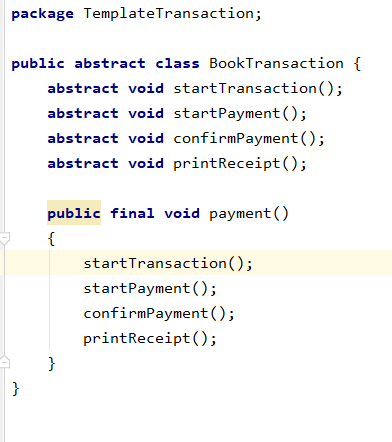 package TemplateTransaction;
public abstract class BookTransaction {
    abstract void startTransaction();
    abstract void startPayment();
    abstract void confirmPayment();
    abstract void printReceipt();
    public final void payment()
    {
        startTransaction();
        startPayment();
        confirmPayment();
        printReceipt();
    }
}